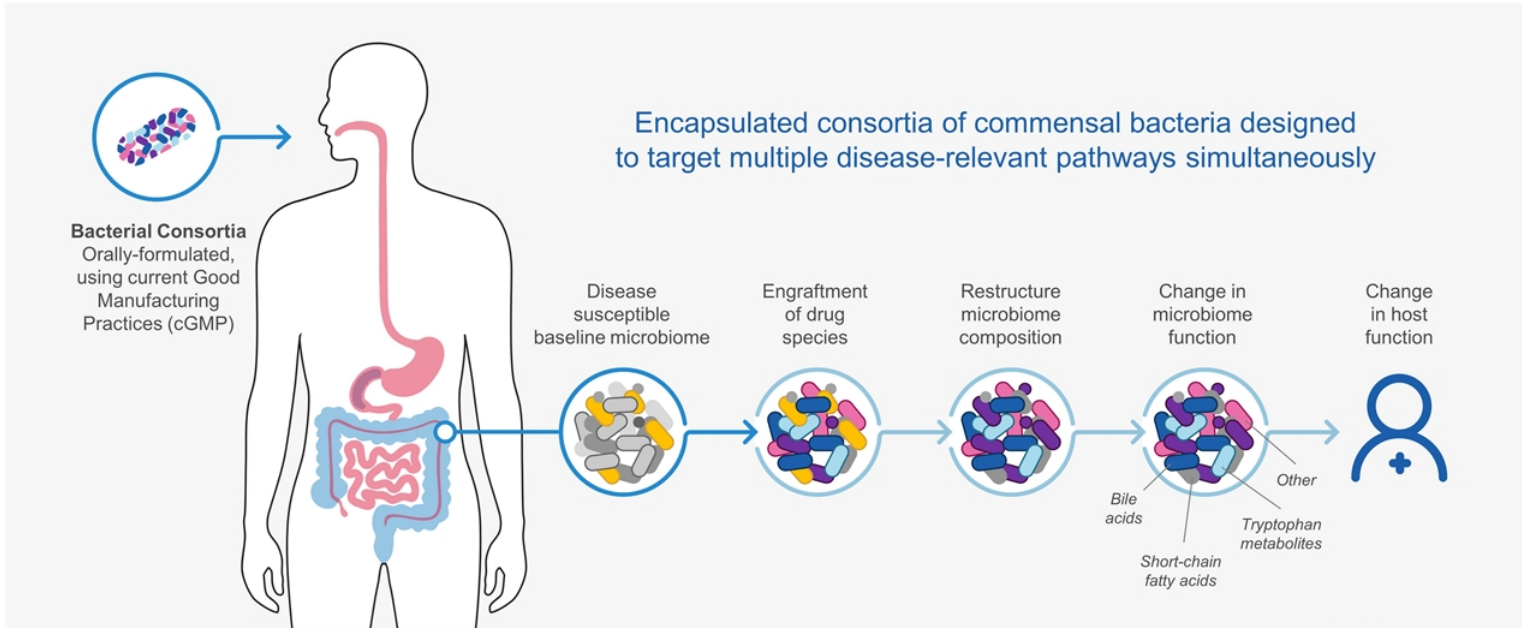 Encapsulated consortia of commensal bacteria designed
to target multiple disease-relevant pathways simultaneously
Bacterial Consortia
Orally-formulated,
using current Good
Manufacturing
Practices (cGMP)
Disease
susceptible
baseline microbiome
Engraftment
of drug
species
Restructure
microbiome
composition
Change in
microbiome
function
Change
in host
function
Bile
acids
Short-chain
fatty acids
Tryptophan
metabolites
Other